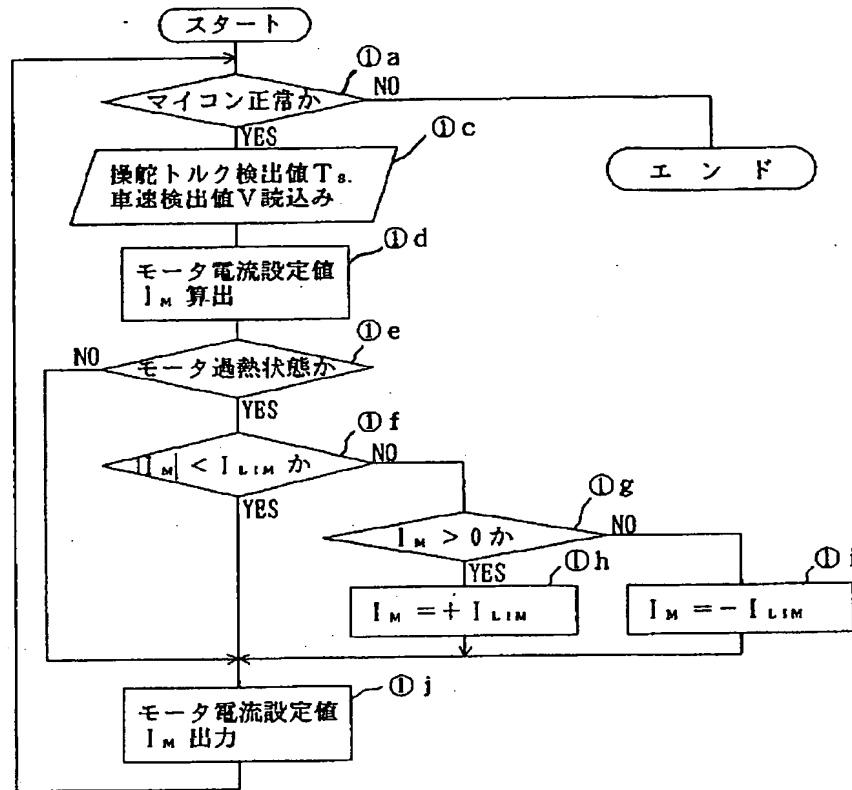 スタート
①a
マイコン正常か
NO
YES
①c
操舵トルク検出値Ts.
車速検出値V読込み
エンド
①d
モータ電流設定値
IM 算出
①e
NO
モータ過熱状態か
YES
①f
|IM| < ILIM か
NO
YES
①g
IM > 0 か
NO
YES
①h
①i
IM = + ILIM
IM = - ILIM
①j
モータ電流設定値
IM 出力